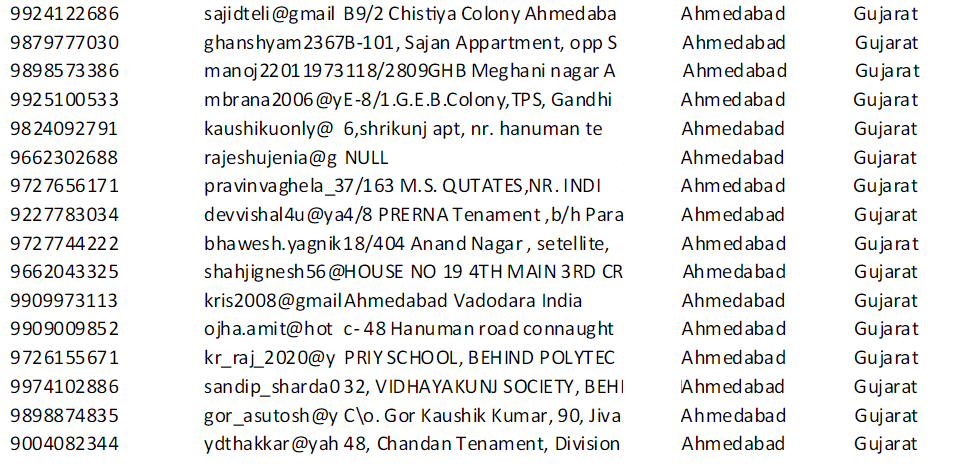 9924122686 sajidteli@gmail B9/2 Chistiya Colony Ahmedaba Ahmedabad Gujarat
9879777030 ghanshyam2367B-101, Sajan Appartment, opp S Ahmedabad Gujarat
9898573386 manoj22011973118/2809GHB Meghani nagar A Ahmedabad Gujarat
9925100533 mbrana2006@yE-8/1.G.E.B.Colony,TPS, Gandhi Ahmedabad Gujarat
9824092791 kaushikuonly@ 6,shrikunj apt, nr. hanuman te Ahmedabad Gujarat
9662302688 rajeshujenia@g NULL Ahmedabad Gujarat
9727656171 pravinvaghela_37/163 M.S. QUTATES,NR. INDI Ahmedabad Gujarat
9227783034 devvishal4u@ya4/8 PRERNA Tenament ,b/h Para Ahmedabad Gujarat
9727744222 bhawesh.yagnik18/404 Anand Nagar , setellite, Ahmedabad Gujarat
9662043325 shahjignesh56@HOUSE NO 19 4TH MAIN 3RD CR Ahmedabad Gujarat
9909973113 kris2008@gmailAhmedabad Vadodara India Ahmedabad Gujarat
9909009852 ojha.amit@hot c- 48 Hanuman road connaught Ahmedabad Gujarat
9726155671 kr_raj_2020@y PRIY SCHOOL, BEHIND POLYTEC Ahmedabad Gujarat
9974102886 sandip_sharda0 32, VIDHAYAKUNJ SOCIETY, BEHI Ahmedabad Gujarat
9898874835 gor_asutosh@y C\o. Gor Kaushik Kumar, 90, Jiva Ahmedabad Gujarat
9004082344 ydthakkar@yah 48, Chandan Tenament, Division Ahmedabad Gujarat